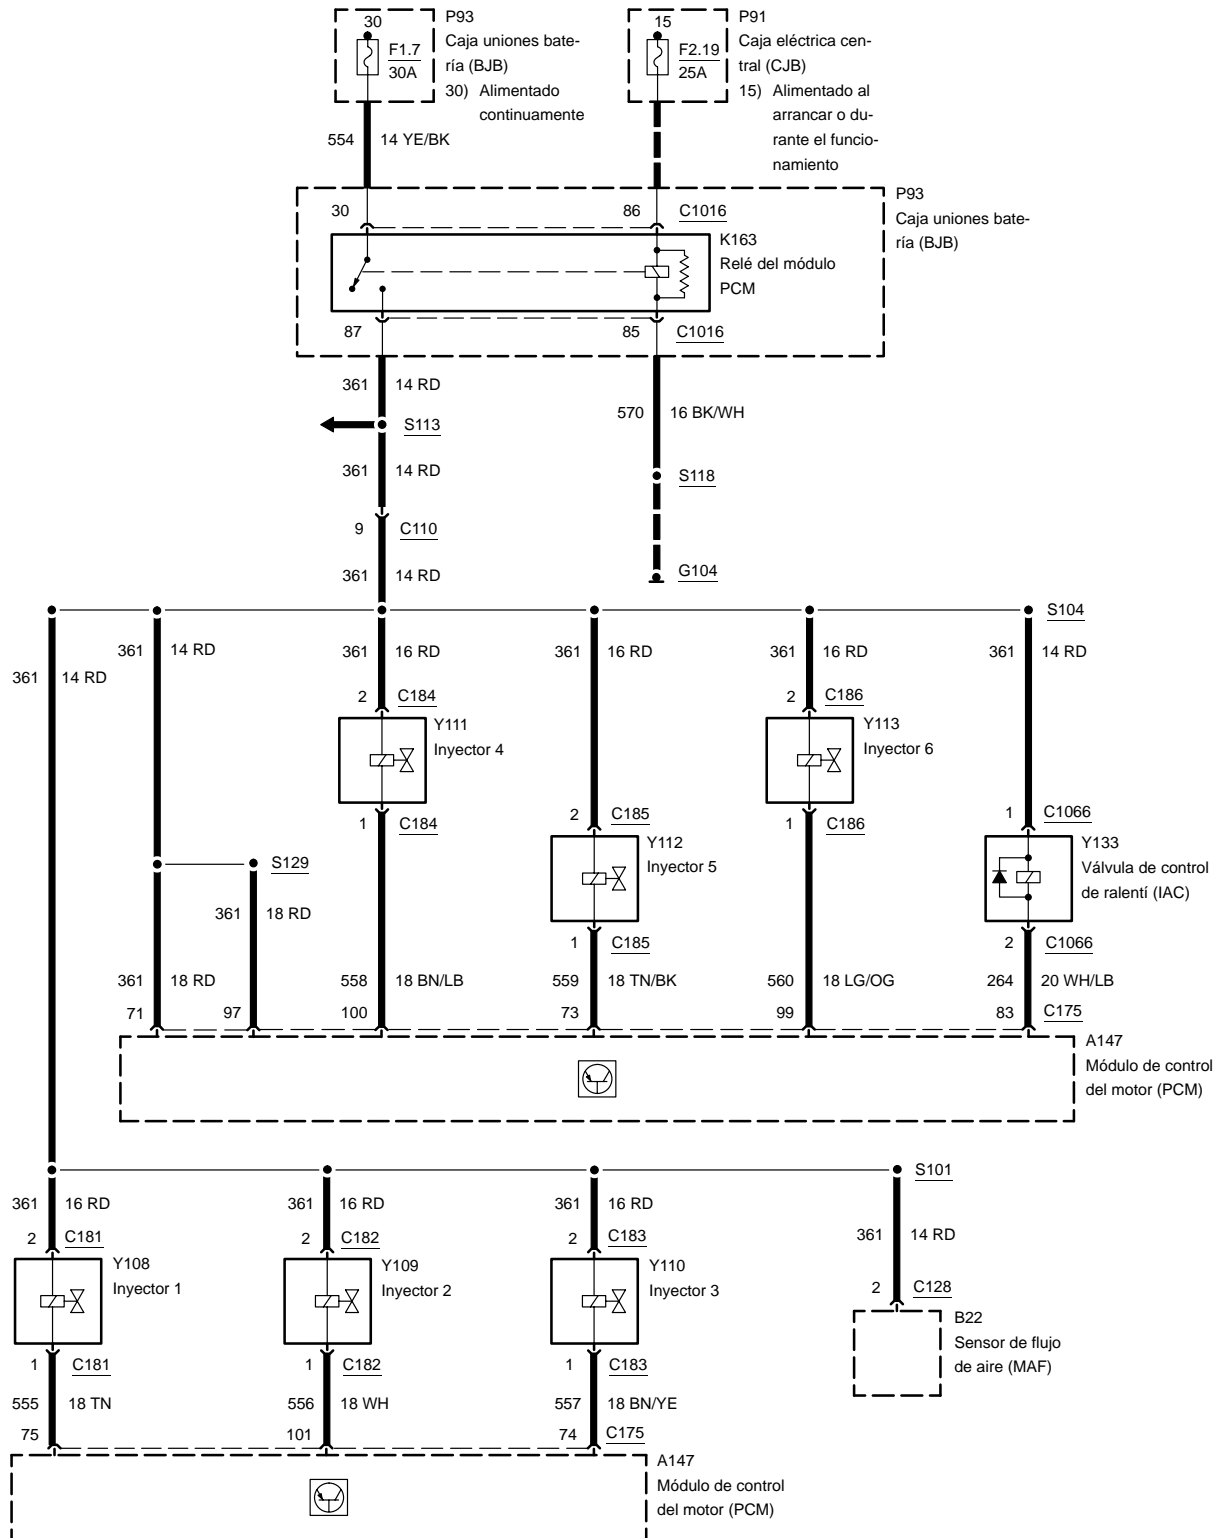 30
F1.7
30A
P93
Caja uniones bate-
ría (BJB)
30) Alimentado
continuamente
15
F2.19
25A
P91
Caja eléctrica cen-
tral (CJB)
15) Alimentado al
arrancar o du-
rante el funcio-
namiento
554 14 YE/BK
P93
Caja uniones bate-
ría (BJB)
30
86 C1016
K163
Relé del módulo
PCM
87
85 C1016
361 14 RD
570 16 BK/WH
S113
361 14 RD
S118
9 C110
361 14 RD
G104
S104
361 14 RD
361 14 RD
361 16 RD
361 16 RD
361 16 RD
361 14 RD
2 C184
Y111
Inyector 4
1 C184
2 C186
Y113
Inyector 6
1 C186
2 C185
Y112
Inyector 5
1 C185
1 C1066
Y133
Válvula de control
de ralentí (IAC)
2 C1066
S129
361 18 RD
361 18 RD
558 18 BN/LB
559 18 TN/BK
560 18 LG/OG
264 20 WH/LB
71
97
100
73
99
83 C175
A147
Módulo de control
del motor (PCM)
S101
361 16 RD
361 16 RD
361 16 RD
361 14 RD
2 C181
Y108
Inyector 1
1 C181
2 C182
Y109
Inyector 2
1 C182
2 C183
Y110
Inyector 3
1 C183
2 C128
B22
Sensor de flujo
de aire (MAF)
555 18 TN
556 18 WH
557 18 BN/YE
75
101
74 C175
A147
Módulo de control
del motor (PCM)